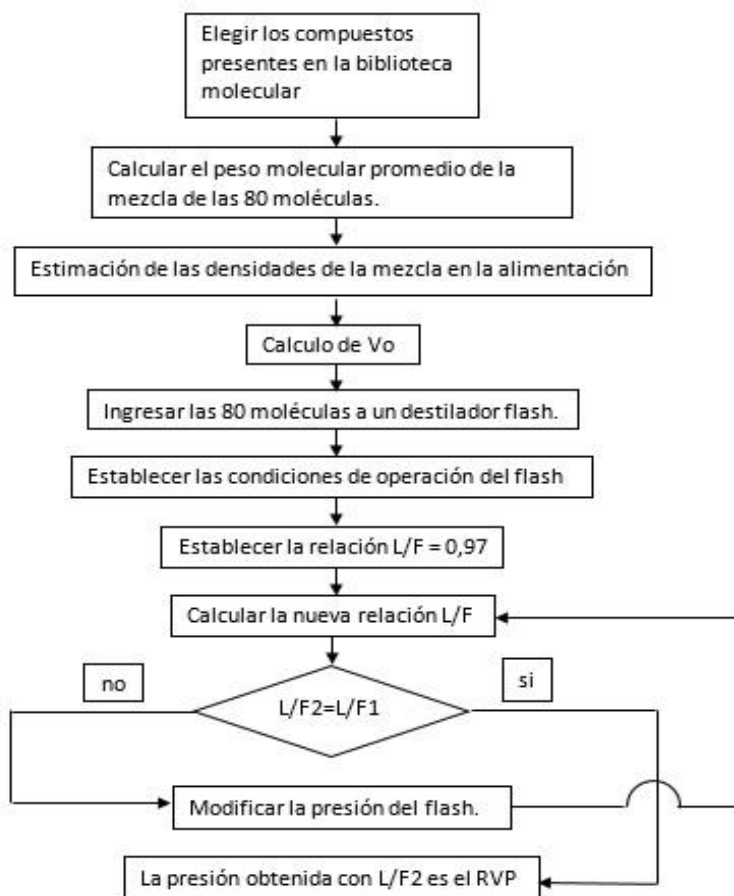 Elegir los compuestos
presentes en la biblioteca
molecular
Calcular el peso molecular promedio de la
mezcla de las 80 moléculas.
Estimación de las densidades de la mezcla en la alimentación
Calculo de Vo
Ingresar las 80 moléculas a un destilador flash.
Establecer las condiciones de operación del flash
Establecer la relación L/F = 0,97
Calcular la nueva relación L/F
no
si
L/F2=L/F1
Modificar la presión del flash.
La presión obtenida con L/F2 es el RVP